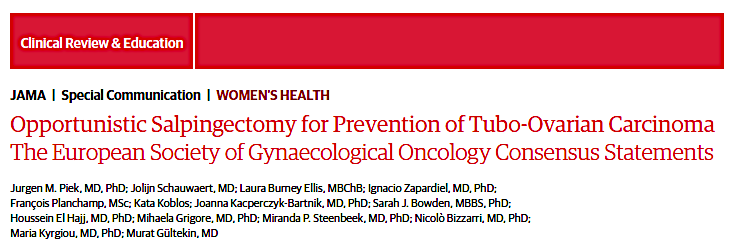 Clinical Review & Education
JAMA | Special Communication | WOMEN'S HEALTH
Opportunistic Salpingectomy for Prevention of Tubo-Ovarian Carcinoma
The European Society of Gynaecological Oncology Consensus Statements
Jurgen M. Piek, MD, PhD; Jolijn Schauwaert, MD; Laura Burney Ellis, MBChB; Ignacio Zapardiel, MD, PhD;
François Planchamp, MSc; Kata Koblos; Joanna Kacperczyk-Bartnik, MD, PhD; Sarah J. Bowden, MBBS, PhD;
Houssein El Hajj, MD, PhD; Mihaela Grigore, MD, PhD; Miranda P. Steenbeek, MD, PhD; Nicolò Bizzarri, MD, PhD;
Maria Kyrgiou, MD, PhD; Murat Gültekin, MD